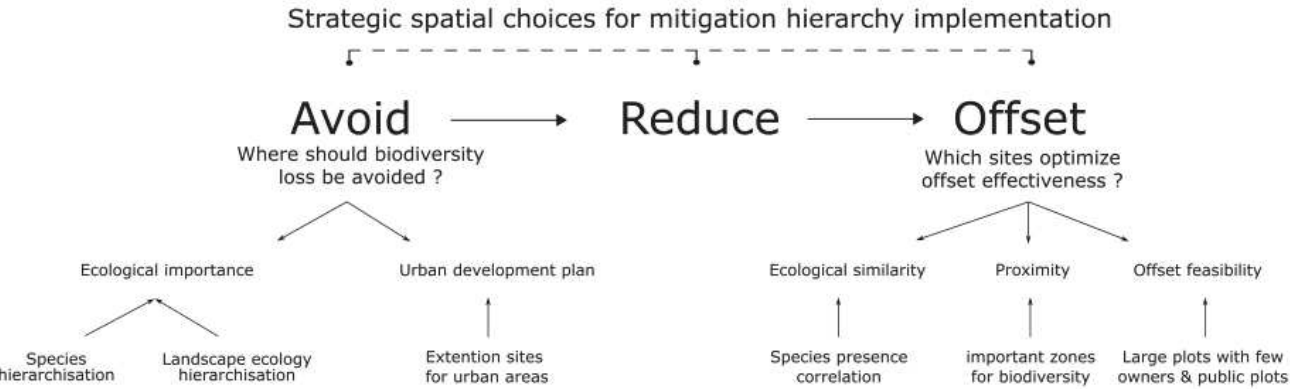 Strategic spatial choices for mitigation hierarchy implementation
Avoid
Reduce
Offset
Where should biodiversity
loss be avoided ?
Which sites optimize
offset effectiveness ?
Ecological importance
Urban development plan
Ecological similarity
Proximity
Offset feasibility
Species
hierarchisation
Landscape ecology
hierarchisation
Extention sites
for urban areas
Species presence
correlation
important zones
for biodiversity
Large plots with few
owners & public plots